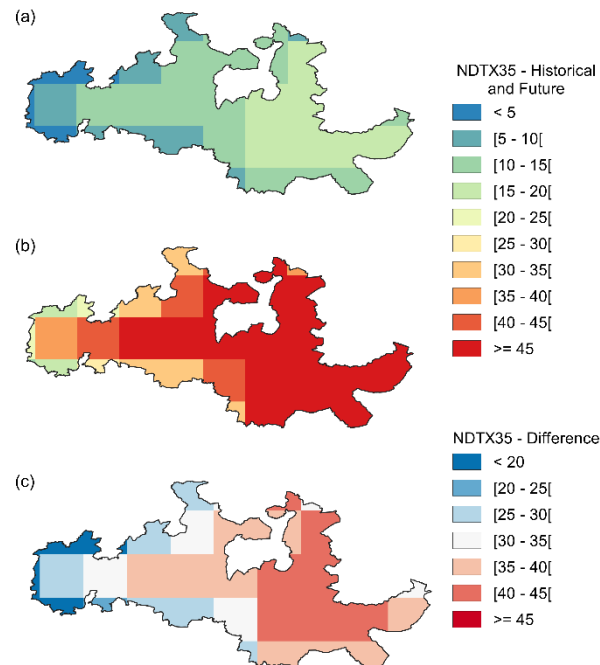 (a)
NDTX35 - Historical
and Future
< 5
[5 - 10[
[10 - 15[
[15 - 20[
[20 - 25[
[25 - 30[
[30 - 35[
[35 - 40[
[40 - 45[
>= 45
(b)
NDTX35 - Difference
< 20
[20 - 25[
[25 - 30[
[30 - 35[
[35 - 40[
[40 - 45[
>= 45
(c)